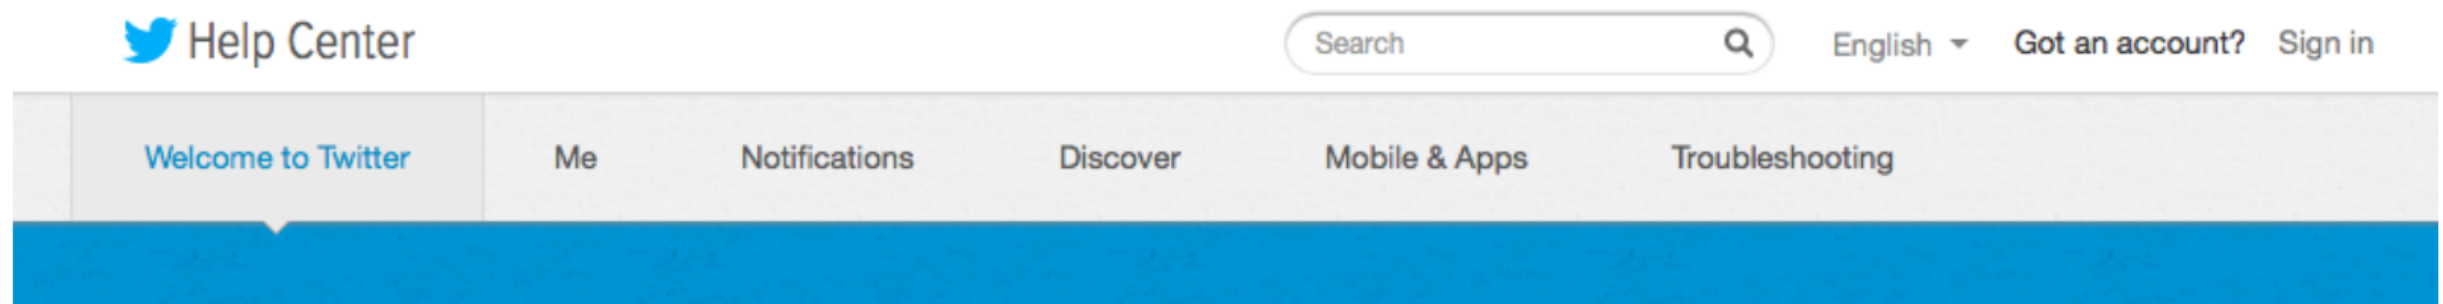 Help Center Search English Got an account? Sign in
Welcome to Twitter Me Notifications Discover Mobile & Apps Troubleshooting